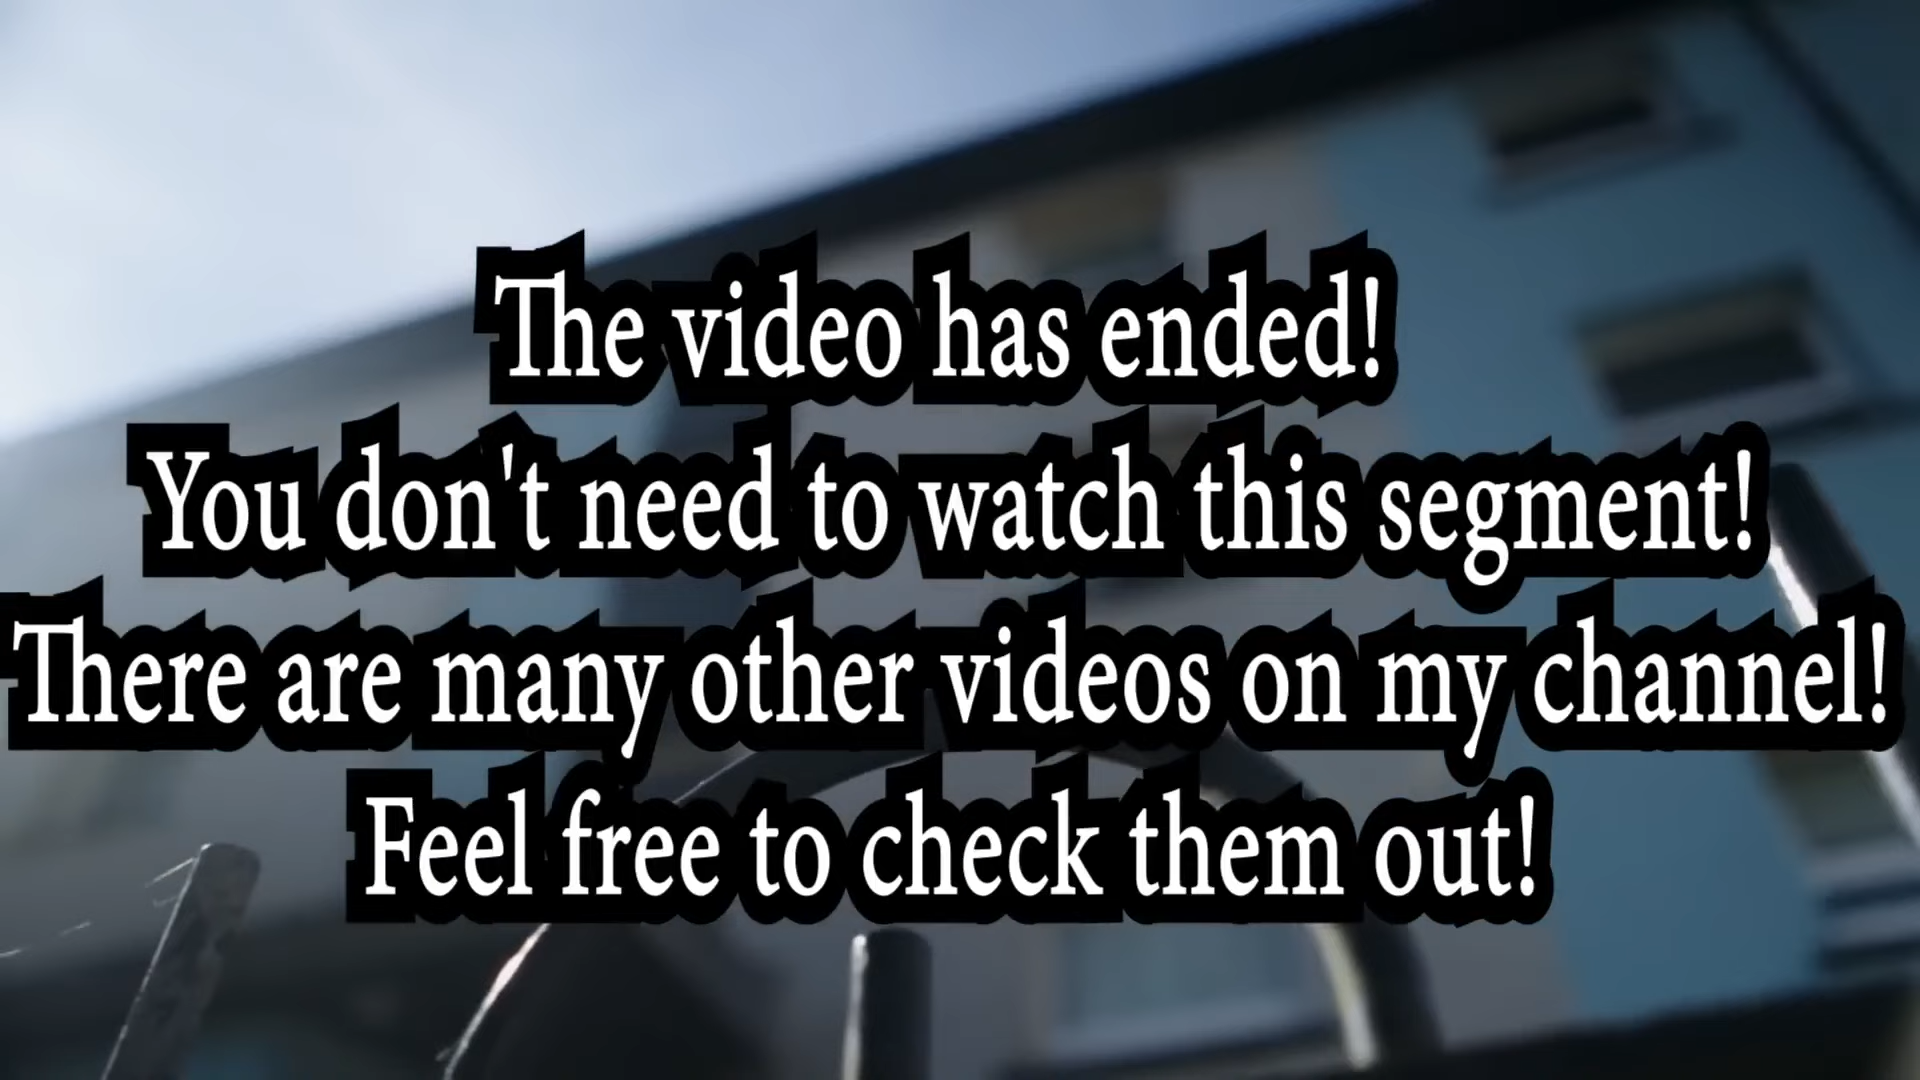 The video has ended!
You don't need to watch this segment!
There are many other videos on my channel!
Feel free to check them out!